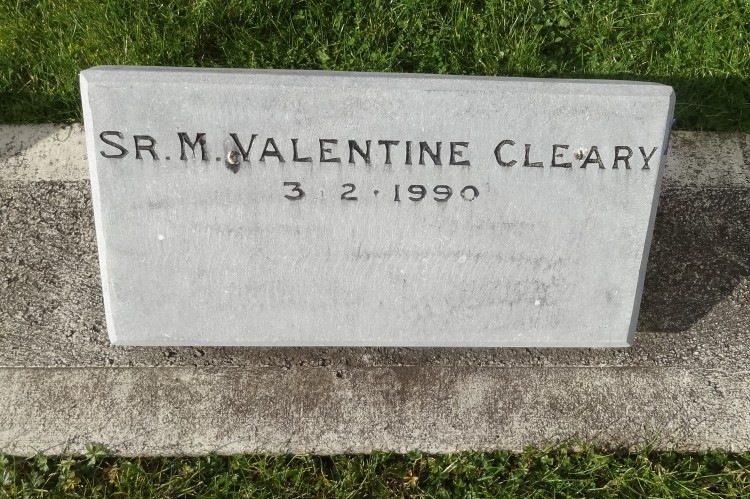 SR. M. VALENTINE CLEARY
3 · 2 · 1990